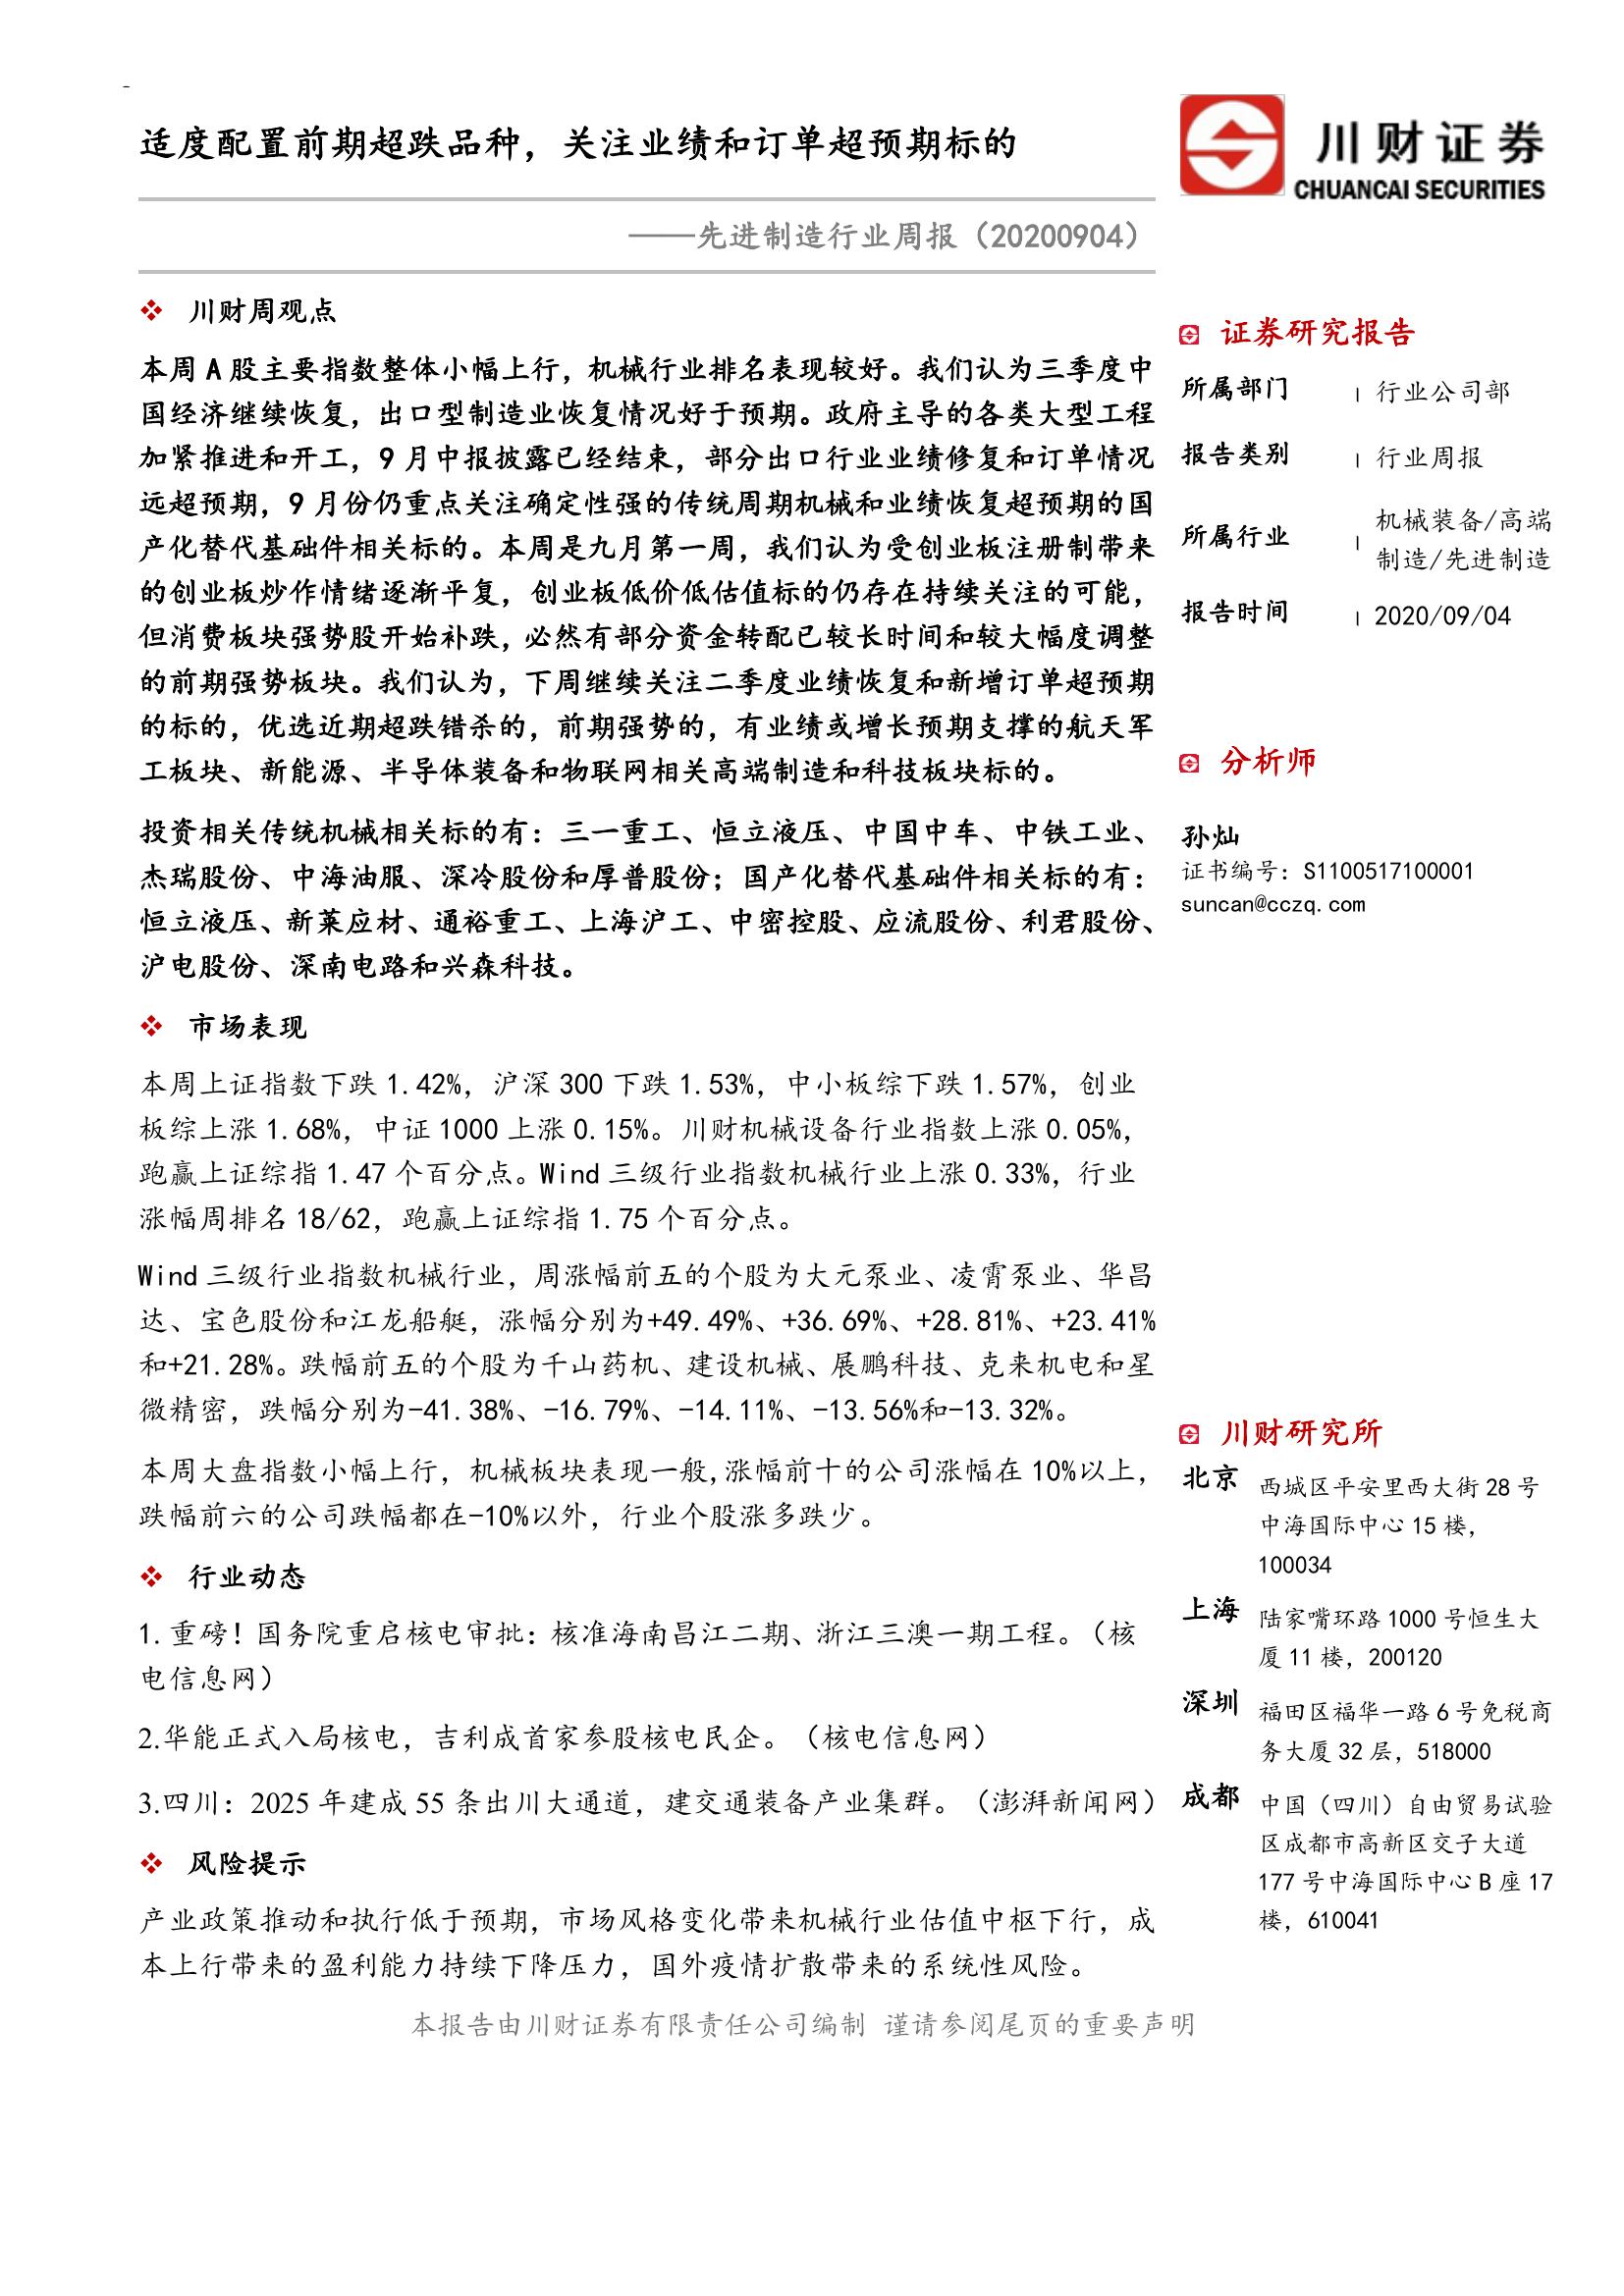 适度配置前期超跌品种，关注业绩和订单超预期标的
——先进制造行业周报（20200904）
川财周观点
本周 A 股主要指数整体小幅上行，机械行业排名表现较好。我们认为三季度中
国经济继续恢复，出口型制造业恢复情况好于预期。政府主导的各类大型工程
加紧推进和开工，9 月中报披露已经结束，部分出口行业业绩修复和订单情况
远超预期，9 月份仍重点关注确定性强的传统周期机械和业绩恢复超预期的国
产化替代基础件相关标的。本周是九月第一周，我们认为受创业板注册制带来
的创业板炒作情绪逐渐平复，创业板低价低估值标的仍存在持续关注的可能，
但消费板块强势股开始补跌，必然有部分资金转配已较长时间和较大幅度调整
的前期强势板块。我们认为，下周继续关注二季度业绩恢复和新增订单超预期
的标的，优选近期超跌错杀的，前期强势的，有业绩或增长预期支撑的航天军
工板块、新能源、半导体装备和物联网相关高端制造和科技板块标的。
投资相关传统机械相关标的有：三一重工、恒立液压、中国中车、中铁工业、
杰瑞股份、中海油服、深冷股份和厚普股份；国产化替代基础件相关标的有：
恒立液压、新莱应材、通裕重工、上海沪工、中密控股、应流股份、利君股份、
沪电股份、深南电路和兴森科技。
市场表现
本周上证指数下跌 1.42%，沪深 300 下跌 1.53%，中小板综下跌 1.57%，创业
板综上涨 1.68%，中证 1000 上涨 0.15%。川财机械设备行业指数上涨 0.05%，
跑赢上证综指 1.47 个百分点。Wind 三级行业指数机械行业上涨 0.33%，行业
涨幅周排名 18/62，跑赢上证综指 1.75 个百分点。
Wind 三级行业指数机械行业，周涨幅前五的个股为大元泵业、凌霄泵业、华昌
达、宝色股份和江龙船艇，涨幅分别为+49.49%、+36.69%、+28.81%、+23.41%
和+21.28%。跌幅前五的个股为千山药机、建设机械、展鹏科技、克来机电和星
微精密，跌幅分别为-41.38%、-16.79%、-14.11%、-13.56%和-13.32%。
本周大盘指数小幅上行，机械板块表现一般,涨幅前十的公司涨幅在 10%以上，
跌幅前六的公司跌幅都在-10%以外，行业个股涨多跌少。
行业动态
1. 重磅！国务院重启核电审批：核准海南昌江二期、浙江三澳一期工程。（核
电信息网）
2.华能正式入局核电，吉利成首家参股核电民企。（核电信息网）
3.四川：2025 年建成 55 条出川大通道，建交通装备产业集群。（澎湃新闻网）
风险提示
产业政策推动和执行低于预期，市场风格变化带来机械行业估值中枢下行，成
本上行带来的盈利能力持续下降压力，国外疫情扩散带来的系统性风险。
川财证券
CHUANCAI SECURITIES
证券研究报告
所属部门 | 行业公司部
报告类别 | 行业周报
所属行业 | 机械装备/高端
制造/先进制造
报告时间 | 2020/09/04
分析师
孙灿
证书编号：S1100517100001
suncan@cczq.com
川财研究所
北京 西城区平安里西大街 28 号
中海国际中心 15 楼，
100034
上海 陆家嘴环路 1000 号恒生大
厦 11 楼，200120
深圳 福田区福华一路 6 号免税商
务大厦 32 层，518000
成都 中国（四川）自由贸易试验
区成都市高新区交子大道
177 号中海国际中心 B 座 17
楼，610041
本报告由川财证券有限责任公司编制 谨请参阅尾页的重要声明